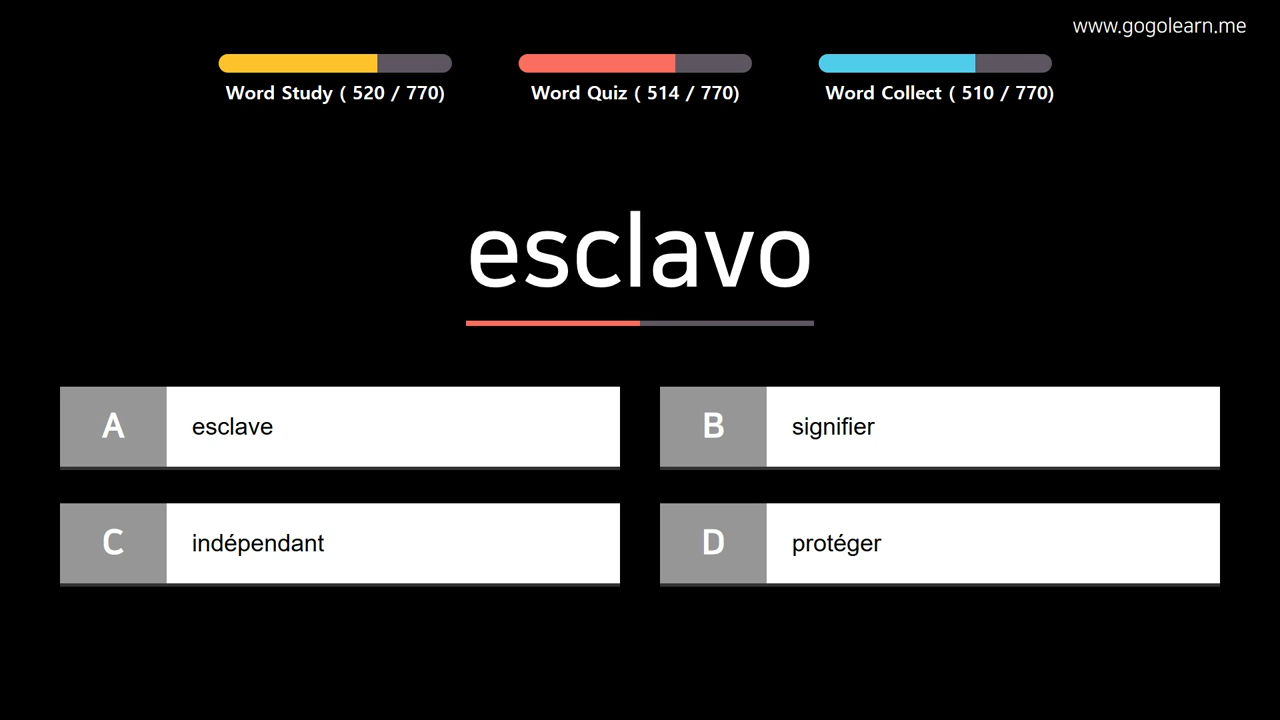 www.gogolearn.me
Word Study ( 520 / 770)
Word Quiz ( 514 / 770)
Word Collect ( 510 / 770)
esclavo
A esclave
B signifier
C indépendant
D protéger